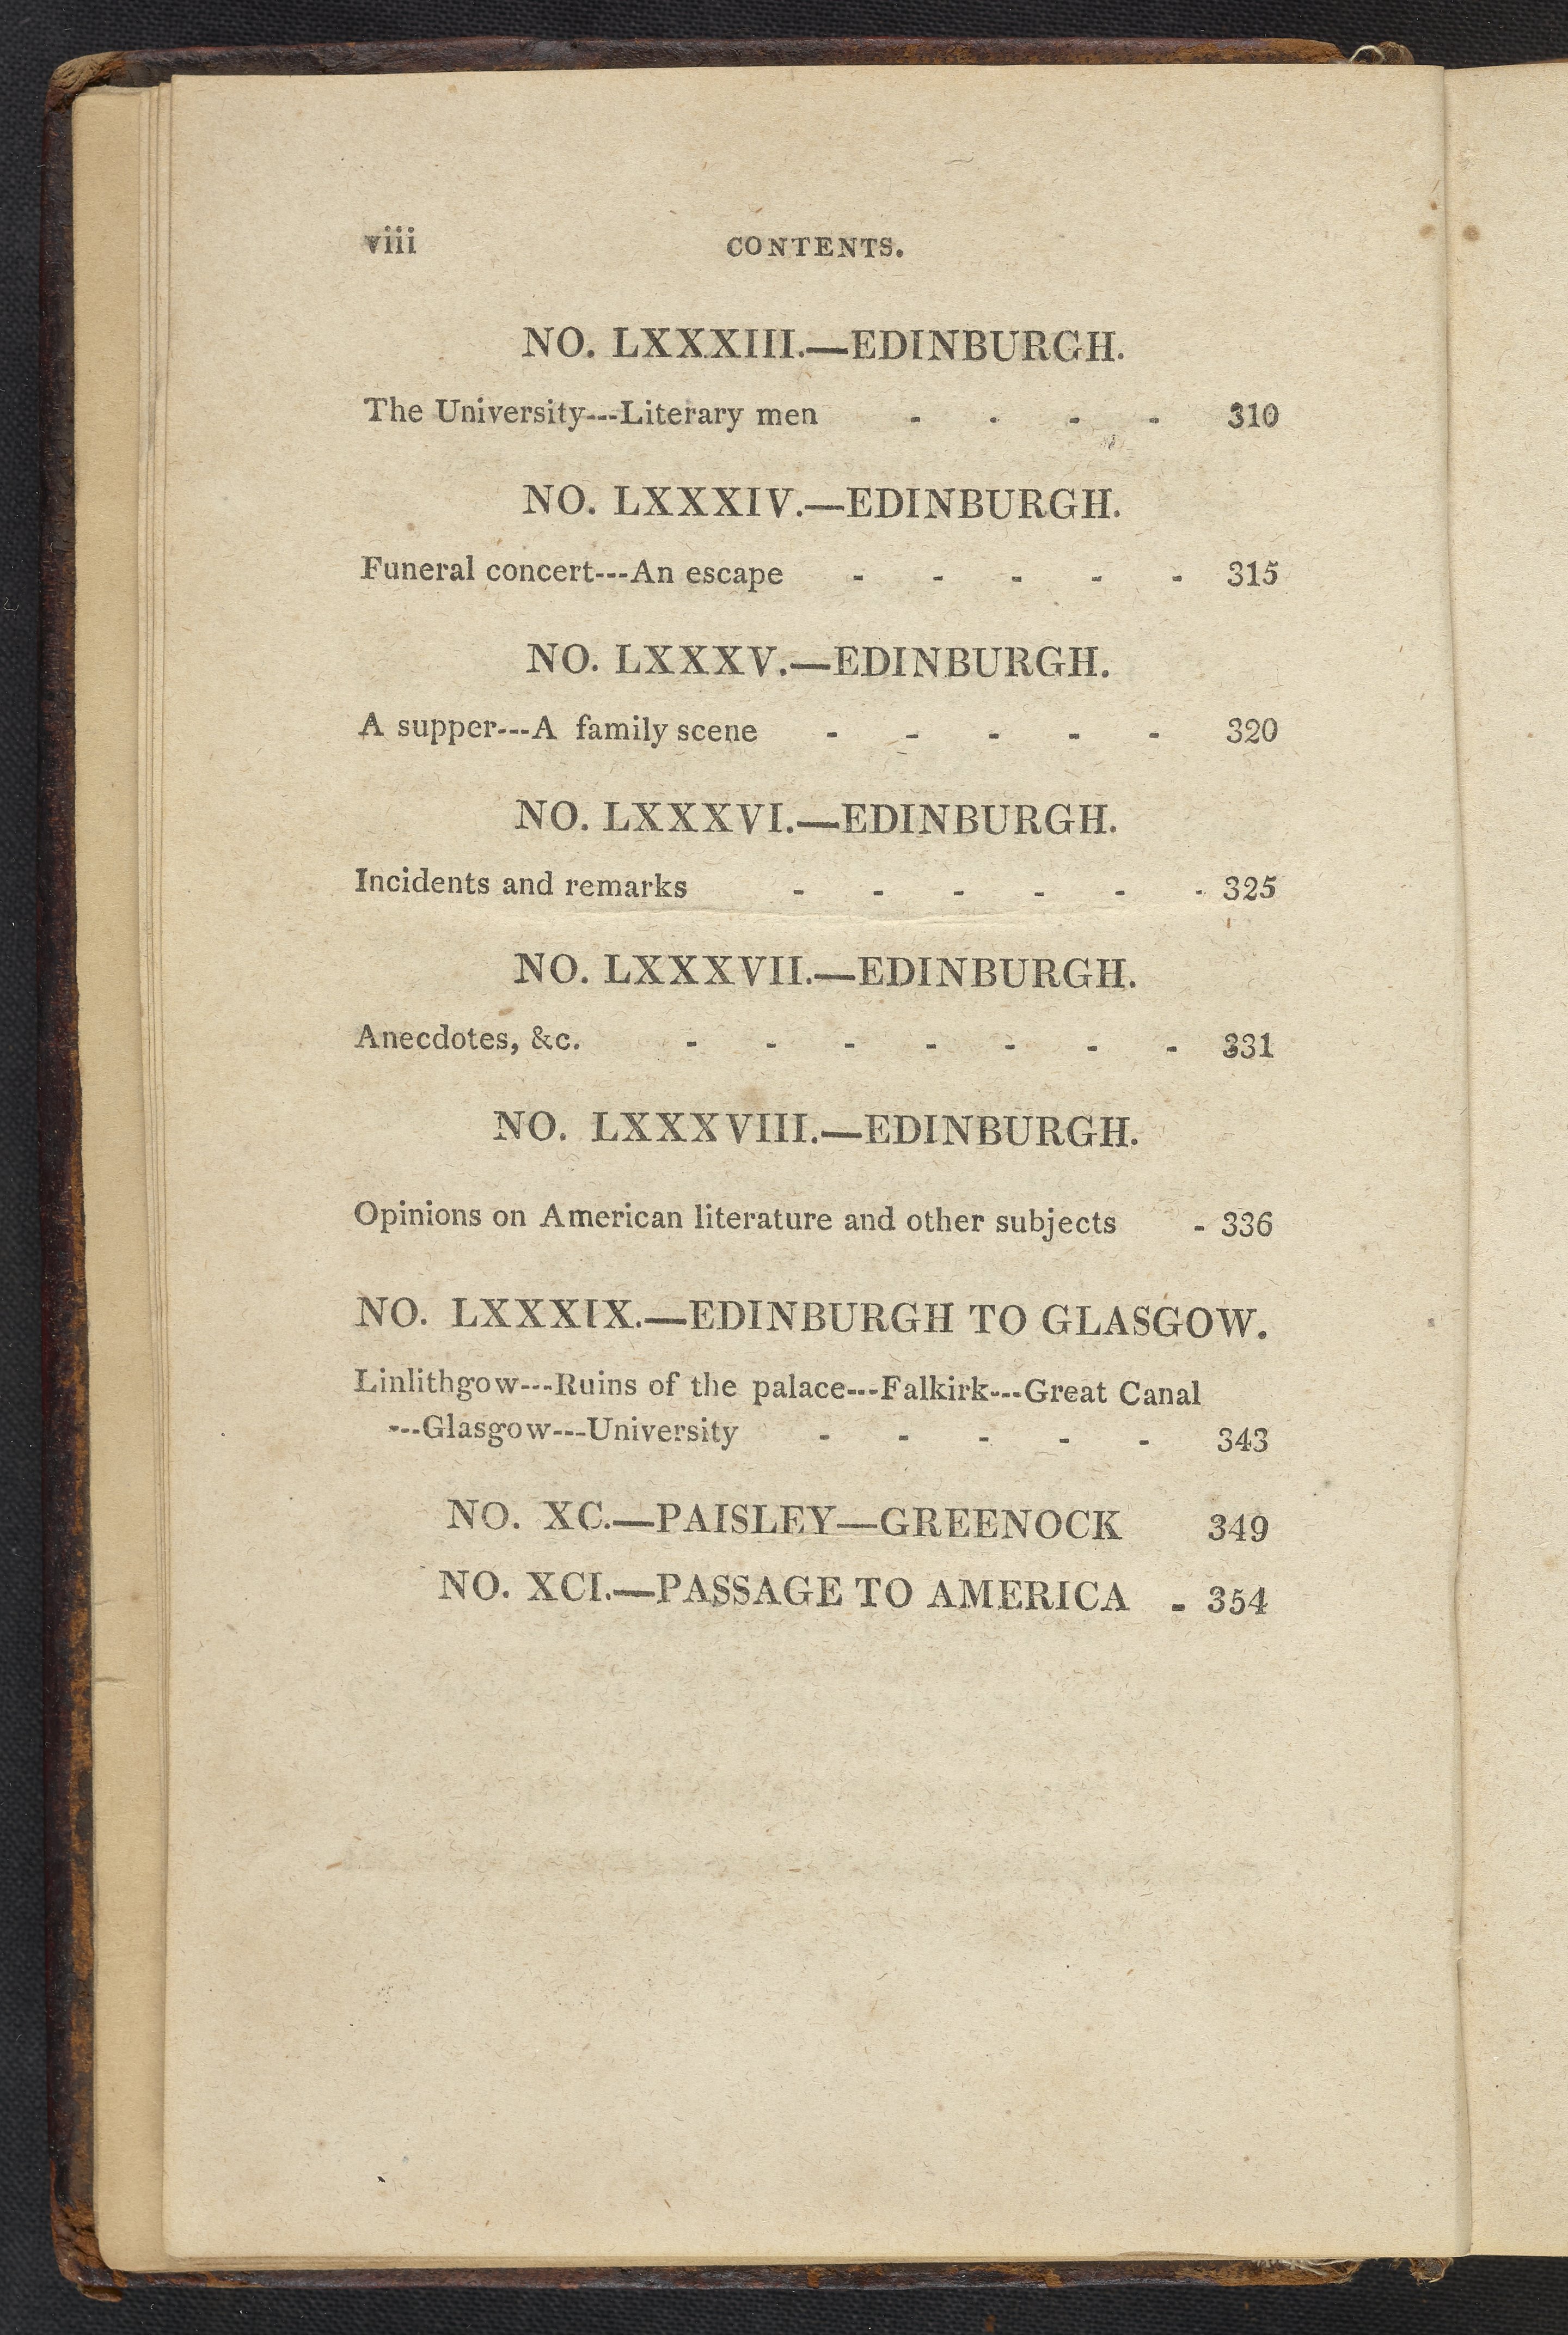 viii CONTENTS.
NO. LXXXIII.—EDINBURGH.
The University---Literary men - - - - 310
NO. LXXXIV.—EDINBURGH.
Funeral concert---An escape - - - - - 315
NO. LXXXV.—EDINBURGH.
A supper---A family scene - - - - - 320
NO. LXXXVI.—EDINBURGH.
Incidents and remarks - - - - - - 325
NO. LXXXVII.—EDINBURGH.
Anecdotes, &c. - - - - - - - 331
NO. LXXXVIII.—EDINBURGH.
Opinions on American literature and other subjects - 336
NO. LXXXIX.—EDINBURGH TO GLASGOW.
Linlithgow---Ruins of the palace---Falkirk---Great Canal
---Glasgow---University - - - - - 343
NO. XC.—PAISLEY—GREENOCK 349
NO. XCI.—PASSAGE TO AMERICA - 354